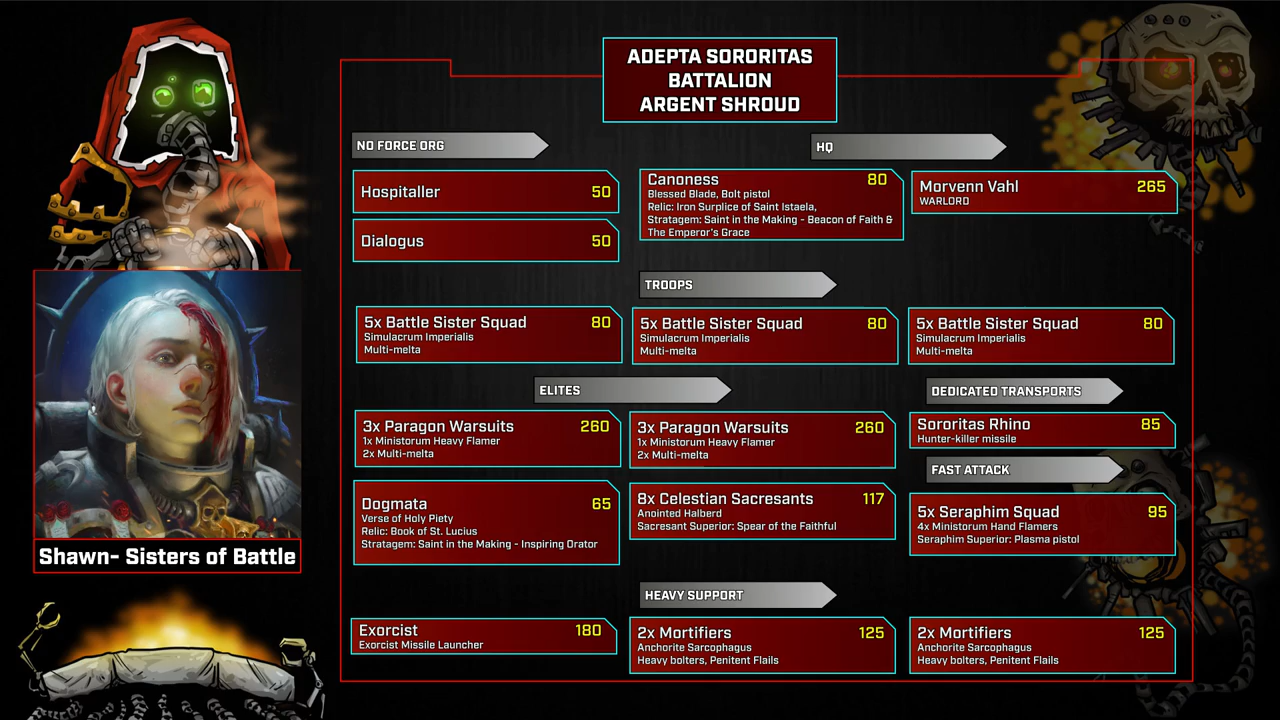 ADEPTA SORORITAS
BATTALION
ARGENT SHROUD
NO FORCE ORG
HQ
Hospitaller 50
Dialogus 50
Canoness 80
Blessed Blade, Bolt pistol
Relic: Iron Surplice of Saint Istaela,
Stratagem: Saint in the Making - Beacon of Faith &
The Emperor's Grace
Morvenn Vahl 265
WARLORD
TROOPS
5x Battle Sister Squad 80
Simulacrum Imperialis
Multi-melta
5x Battle Sister Squad 80
Simulacrum Imperialis
Multi-melta
5x Battle Sister Squad 80
Simulacrum Imperialis
Multi-melta
ELITES
DEDICATED TRANSPORTS
3x Paragon Warsuits 260
1x Ministorum Heavy Flamer
2x Multi-melta
3x Paragon Warsuits 260
1x Ministorum Heavy Flamer
2x Multi-melta
Sororitas Rhino 85
Hunter-killer missile
FAST ATTACK
Dogmata 65
Verse of Holy Piety
Relic: Book of St. Lucius
Stratagem: Saint in the Making - Inspiring Orator
8x Celestian Sacresants 117
Anointed Halberd
Sacresant Superior: Spear of the Faithful
5x Seraphim Squad 95
4x Ministorum Hand Flamers
Seraphim Superior: Plasma pistol
Shawn- Sisters of Battle
HEAVY SUPPORT
Exorcist 180
Exorcist Missile Launcher
2x Mortifiers 125
Anchorite Sarcophagus
Heavy bolters, Penitent Flails
2x Mortifiers 125
Anchorite Sarcophagus
Heavy bolters, Penitent Flails